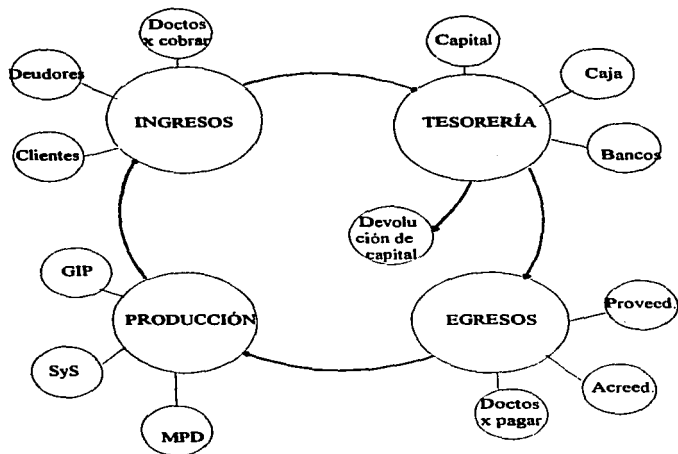 Doctos
x cobrar
Deudores
INGRESOS
Clientes
Capital
Caja
TESORERÍA
Bancos
Devolu
ción de
capital
GIP
PRODUCCIÓN
SyS
MPD
EGRESOS
Proveed.
Acreed.
Doctos
x pagar